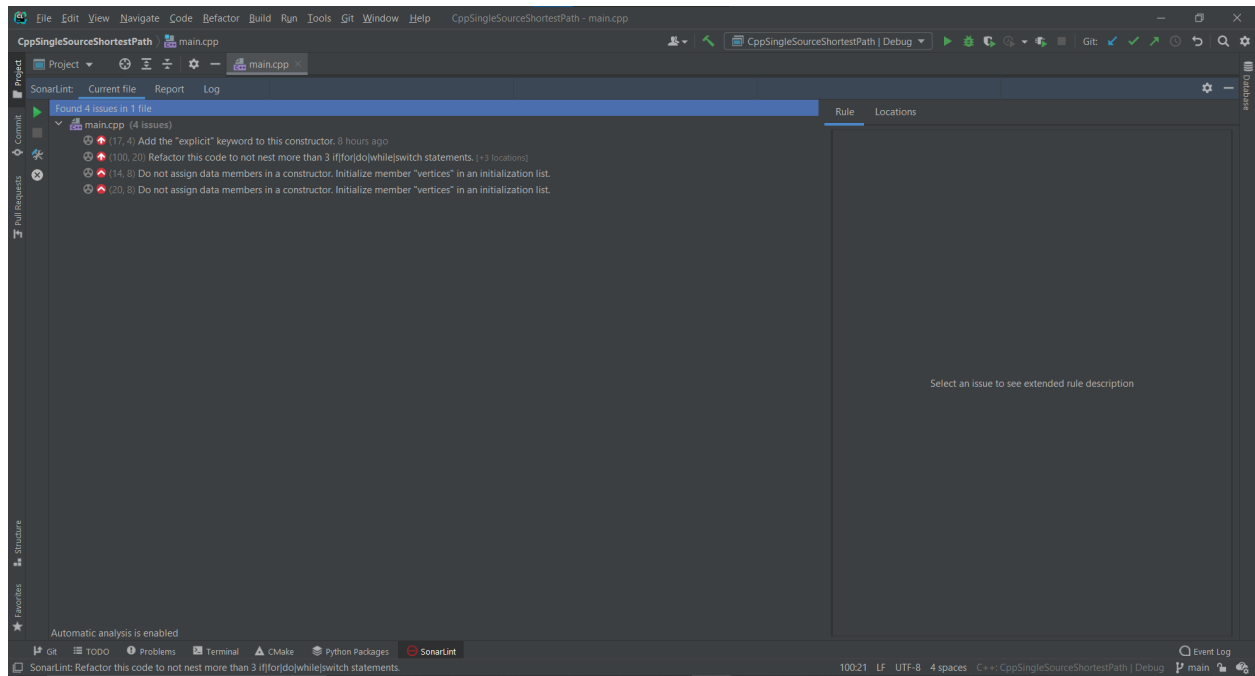 File Edit View Navigate Code Refactor Build Run Tools Git Window Help CppSingleSourceShortestPath - main.cpp
CppSingleSourceShortestPath main.cpp CppSingleSourceShortestPath | Debug Git:
Project main.cpp
SonarLint: Current file Report Log
Found 4 issues in 1 file
main.cpp (4 issues)
(17, 4) Add the "explicit" keyword to this constructor. 8 hours ago
(100, 20) Refactor this code to not nest more than 3 if|for|do|while|switch statements. [+3 locations]
(14, 8) Do not assign data members in a constructor. Initialize member "vertices" in an initialization list.
(20, 8) Do not assign data members in a constructor. Initialize member "vertices" in an initialization list.
Rule Locations
Select an issue to see extended rule description
Project
Commit
Pull Requests
Structure
Favorites
Database
Automatic analysis is enabled
Git TODO Problems Terminal CMake Python Packages SonarLint Event Log
SonarLint: Refactor this code to not nest more than 3 if|for|do|while|switch statements. 100:21 LF UTF-8 4 spaces C++: CppSingleSourceShortestPath | Debug main